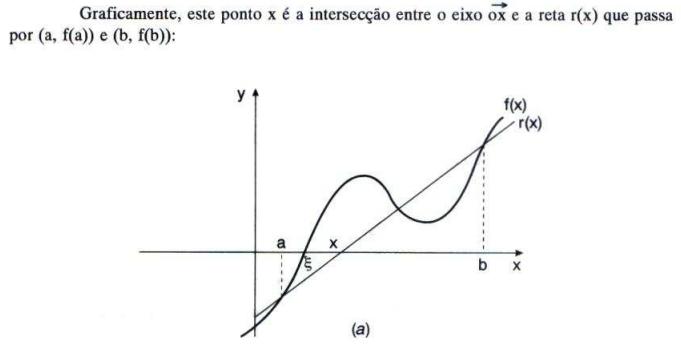 Graficamente, este ponto x é a intersecção entre o eixo ox e a reta r(x) que passa
por (a, f(a)) e (b, f(b)):
y
f(x)
r(x)
a
x
ξ
b
x
(a)